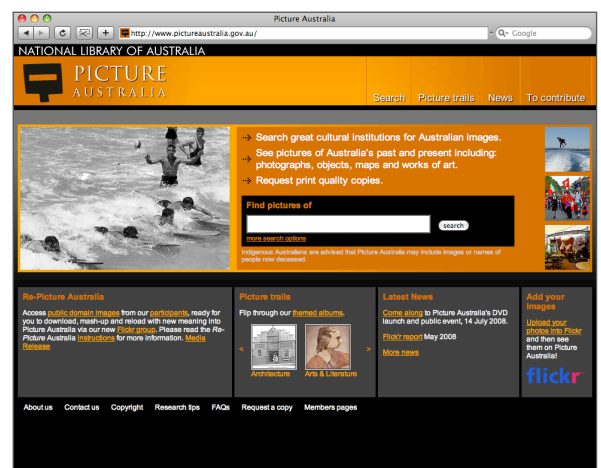 Picture Australia
http://www.pictureaustralia.gov.au/
Google
NATIONAL LIBRARY OF AUSTRALIA
PICTURE
AUSTRALIA
Search Picture trails News To contribute
Search great cultural institutions for Australian images.
See pictures of Australia's past and present including:
photographs, objects, maps and works of art.
Request print quality copies.
Find pictures of
search
more search options
Indigenous Australians are advised that Picture Australia may include images or names of
people now deceased.
Re-Picture Australia
Access public domain images from our participants, ready for
you to download, mash-up and reload with new meaning into
Picture Australia via our new Flickr group. Please read the Re-
Picture Australia instructions for more information. Media
Release
Picture trails
Flip through our themed albums.
< >
Architecture Arts & Literature
Latest News
Come along to Picture Australia's DVD
launch and public event, 14 July 2008.
Flickr report May 2008
More news
Add your
images
Upload your
photos into Flickr
and then see
them on Picture
Australia!
flickr
About us Contact us Copyright Research tips FAQs Request a copy Members pages